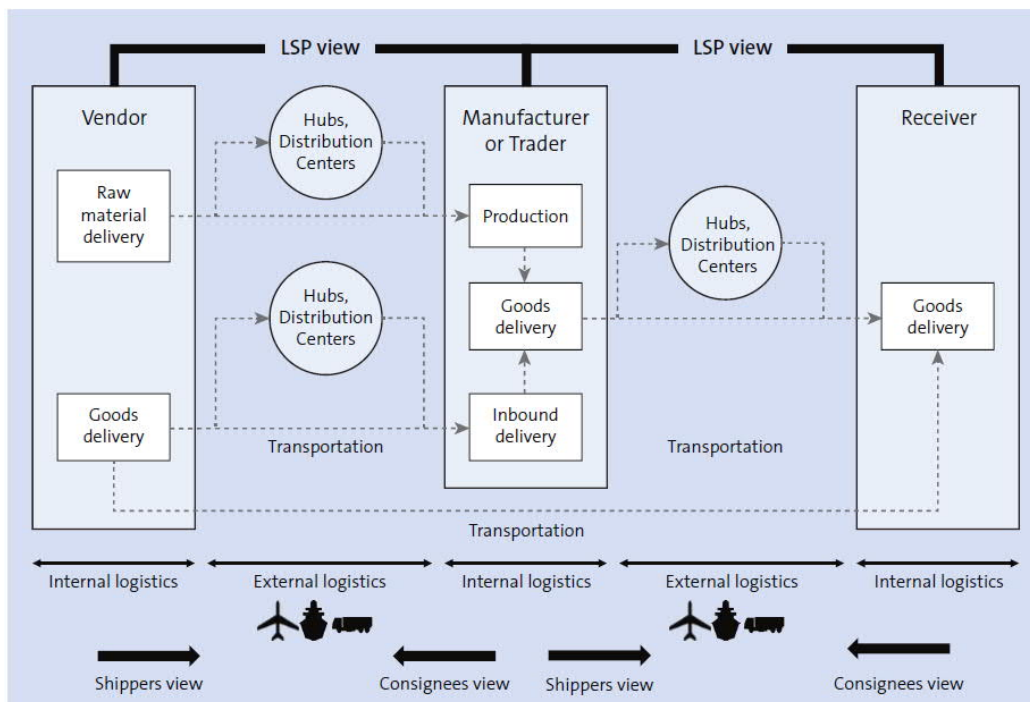 LSP view
LSP view
Vendor
Hubs,
Distribution
Centers
Manufacturer
or Trader
Receiver
Raw
material
delivery
Production
Hubs,
Distribution
Centers
Hubs,
Distribution
Centers
Goods
delivery
Goods
delivery
Goods
delivery
Inbound
delivery
Transportation
Transportation
Transportation
Internal logistics
External logistics
Internal logistics
External logistics
Internal logistics
Shippers view
Consignees view
Shippers view
Consignees view